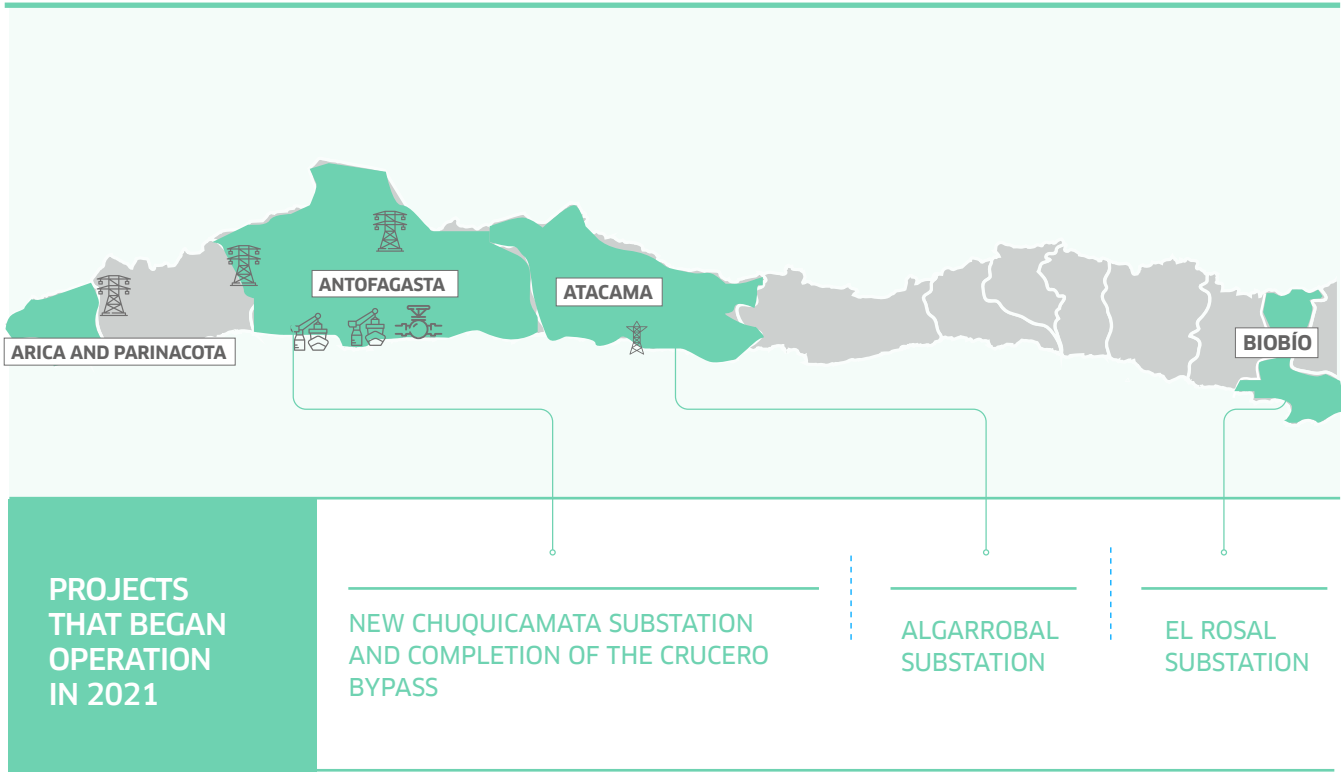 ANTOFAGASTA
ATACAMA
ARICA AND PARINACOTA
BIOBÍO
PROJECTS
THAT BEGAN
OPERATION
IN 2021
NEW CHUQUICAMATA SUBSTATION
AND COMPLETION OF THE CRUCERO
BYPASS
ALGARROBAL
SUBSTATION
EL ROSAL
SUBSTATION